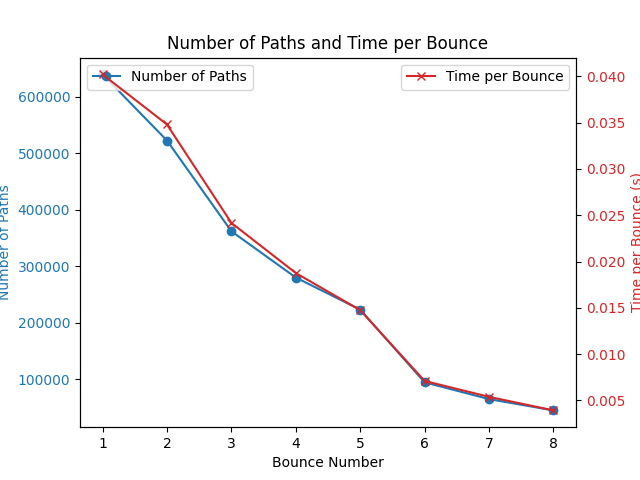 Number of Paths and Time per Bounce
Number of Paths
Time per Bounce
600000
500000
400000
300000
200000
100000
Number of Paths
0.040
0.035
0.030
0.025
0.020
0.015
0.010
0.005
Time per Bounce (s)
1 2 3 4 5 6 7 8
Bounce Number